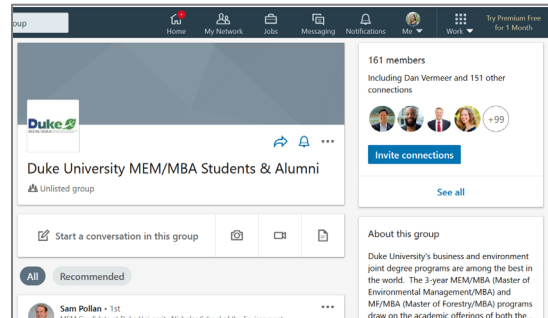 oup
Home
My Network
Jobs
Messaging
Notifications
Me
Work
Try Premium Free
for 1 Month
Duke
Duke University MEM/MBA Students & Alumni
Unlisted group
Start a conversation in this group
All
Recommended
Sam Pollan • 1st
161 members
Including Dan Vermeer and 151 other
connections
+99
Invite connections
See all
About this group
Duke University's business and environment
joint degree programs are among the best in
the world. The 3-year MEM/MBA (Master of
Environmental Management/MBA) and
MF/MBA (Master of Forestry/MBA) programs
draw on the academic offerings of both the